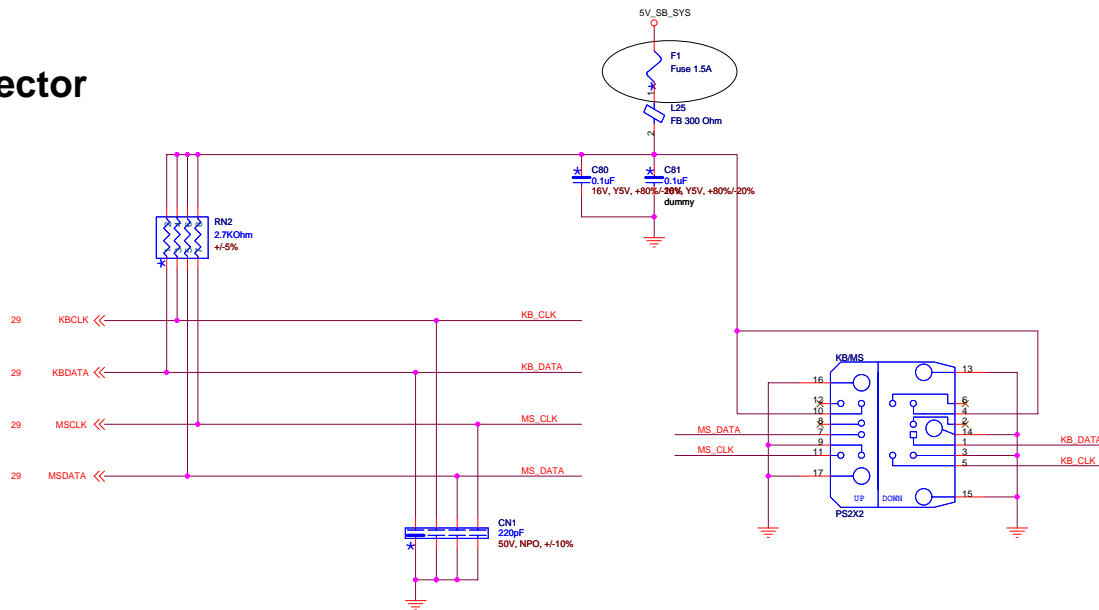 5V_SB_SYS
ector
F1
Fuse 1.5A
1
L25
FB 300 Ohm
2
C80
0.1uF
16V, Y5V, +80%/-20%
C81
0.1uF
16V, Y5V, +80%/-20%
dummy
RN2
2.7KOhm
+/-5%
29 KBCLK KB_CLK
29 KBDATA KB_DATA
29 MSCLK MS_CLK
29 MSDATA MS_DATA
CN1
220pF
50V, NPO, +/-10%
KB/MS
16
12
10
8
7
9
11
17
13
6
4
2
14
1
3
5
15
MS_DATA
MS_CLK
KB_DATA
KB_CLK
UP DOWN
PS2X2